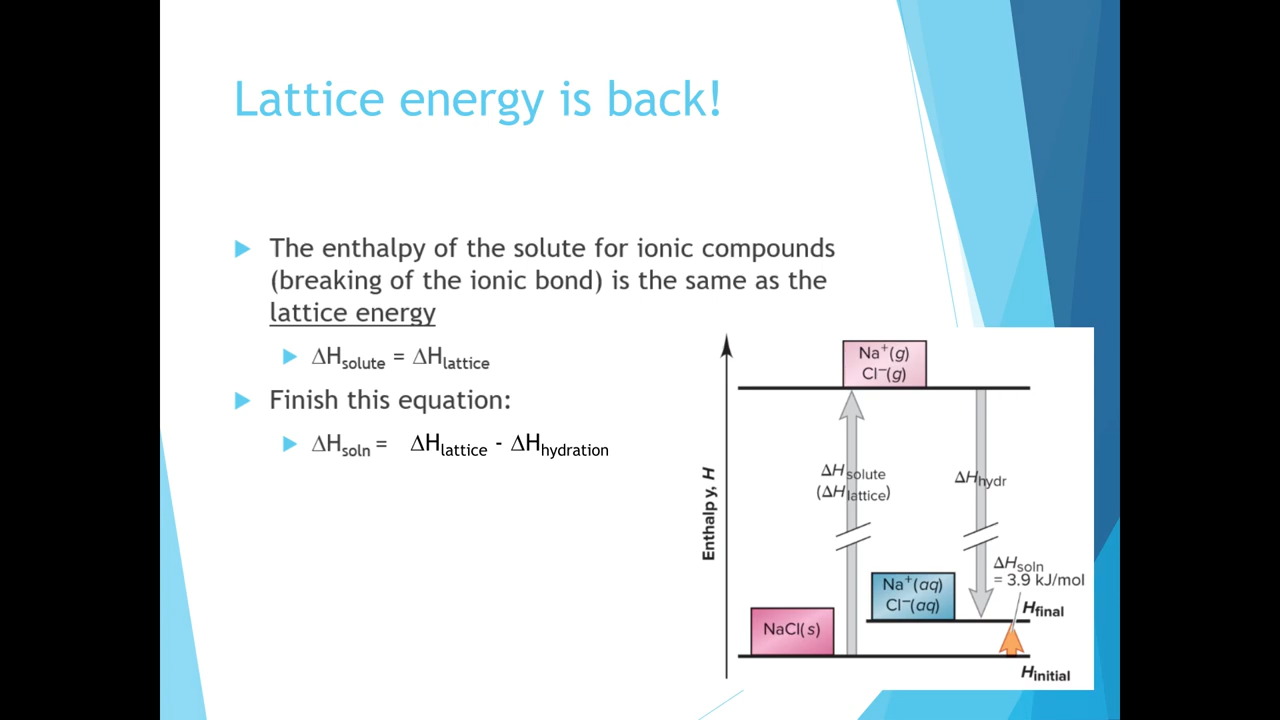 Lattice energy is back!
The enthalpy of the solute for ionic compounds
(breaking of the ionic bond) is the same as the
lattice energy
ΔHsolute = ΔHlattice
Finish this equation:
ΔHsoln = ΔHlattice - ΔHhydration
Enthalpy, H
Na⁺(g)
Cl⁻(g)
ΔHsolute
(ΔHlattice)
ΔHhydr
Na⁺(aq)
Cl⁻(aq)
NaCl(s)
ΔHsoln
= 3.9 kJ/mol
Hfinal
Hinitial